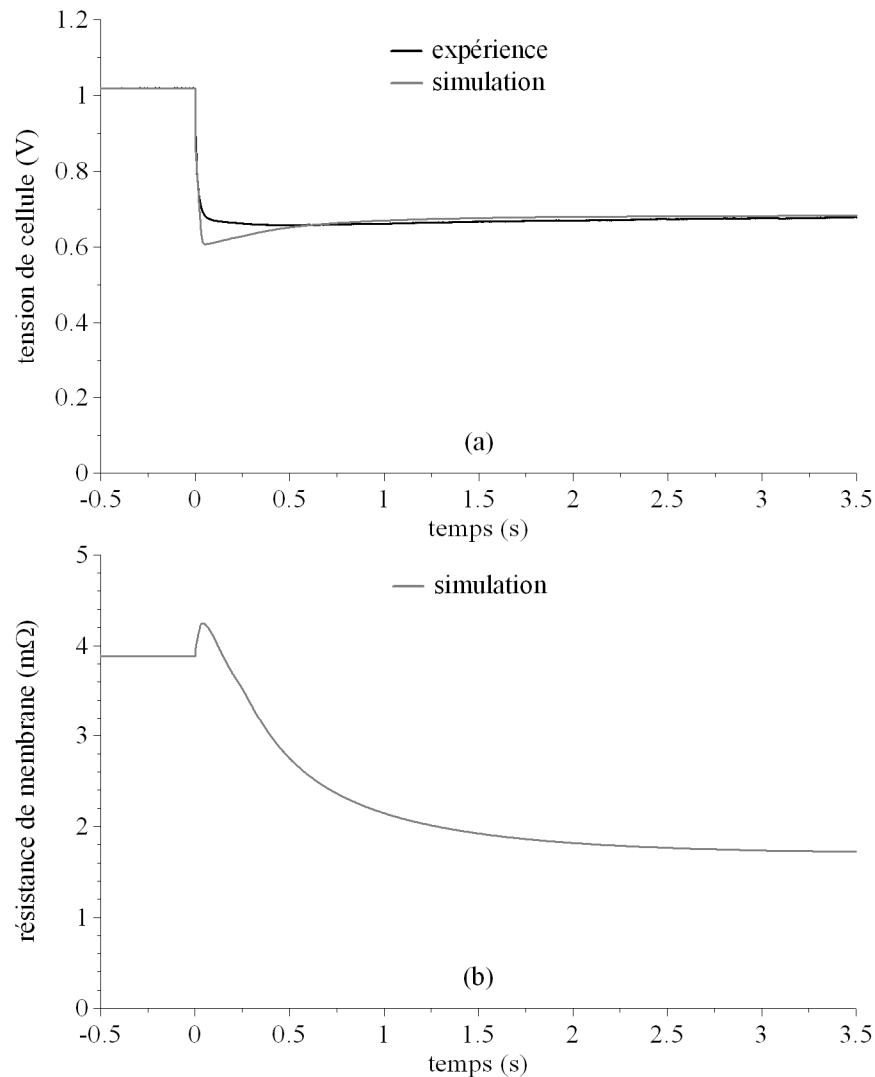 1.2
1
0.8
0.6
0.4
0.2
0
tension de cellule (V)
expérience
simulation
(a)
-0.5 0 0.5 1 1.5 2 2.5 3 3.5
temps (s)
5
4
3
2
1
0
résistance de membrane (mΩ)
simulation
(b)
-0.5 0 0.5 1 1.5 2 2.5 3 3.5
temps (s)